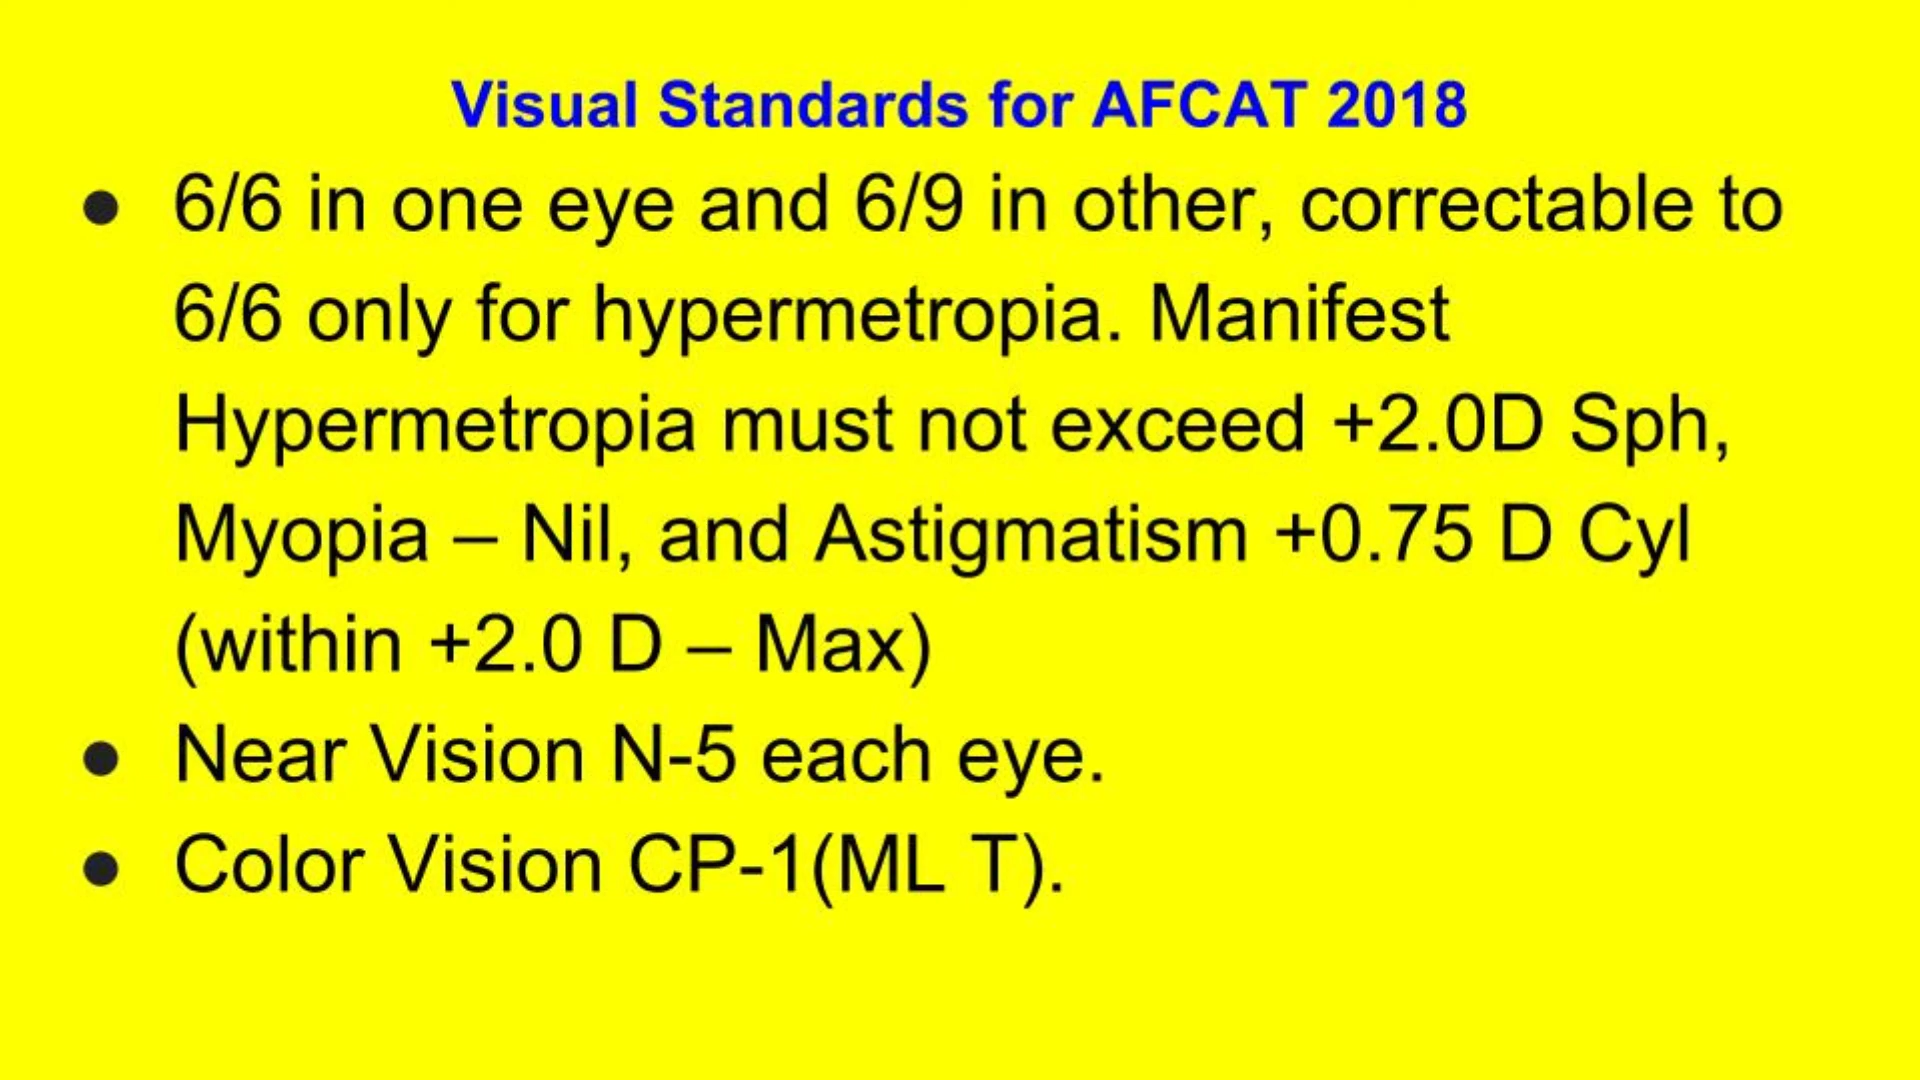 Visual Standards for AFCAT 2018
● 6/6 in one eye and 6/9 in other, correctable to
6/6 only for hypermetropia. Manifest
Hypermetropia must not exceed +2.0D Sph,
Myopia – Nil, and Astigmatism +0.75 D Cyl
(within +2.0 D – Max)
● Near Vision N-5 each eye.
● Color Vision CP-1(ML T).